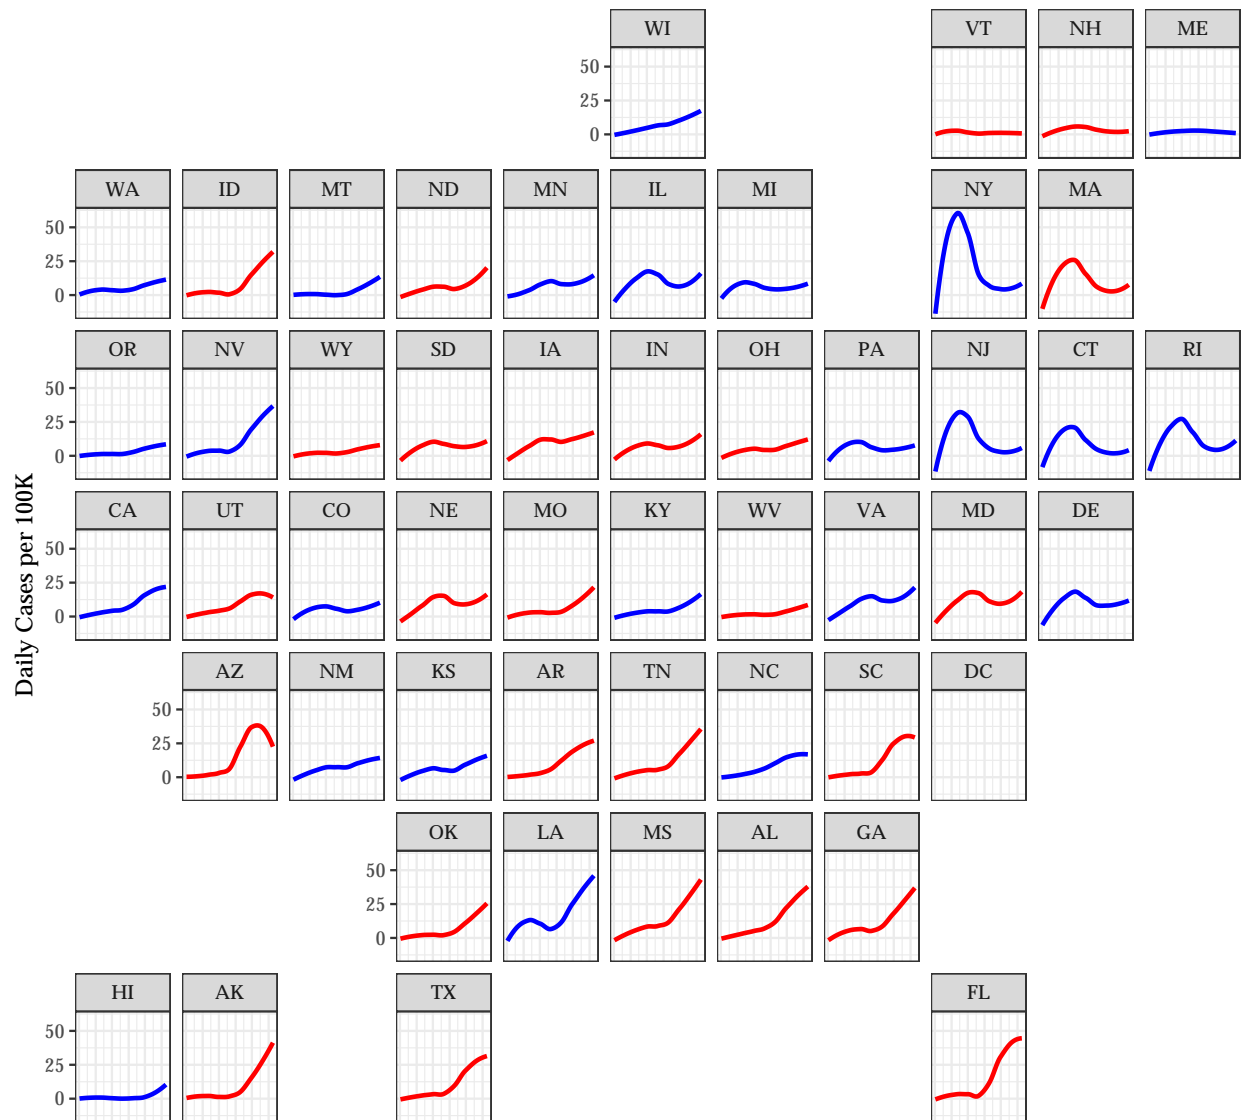 WI VT NH ME
50
25
0
WA ID MT ND MN IL MI NY MA
50
25
0
OR NV WY SD IA IN OH PA NJ CT RI
50
25
0
CA UT CO NE MO KY WV VA MD DE
50
25
0
AZ NM KS AR TN NC SC DC
50
25
0
OK LA MS AL GA
50
25
0
HI AK TX FL
50
25
0
Daily Cases per 100K